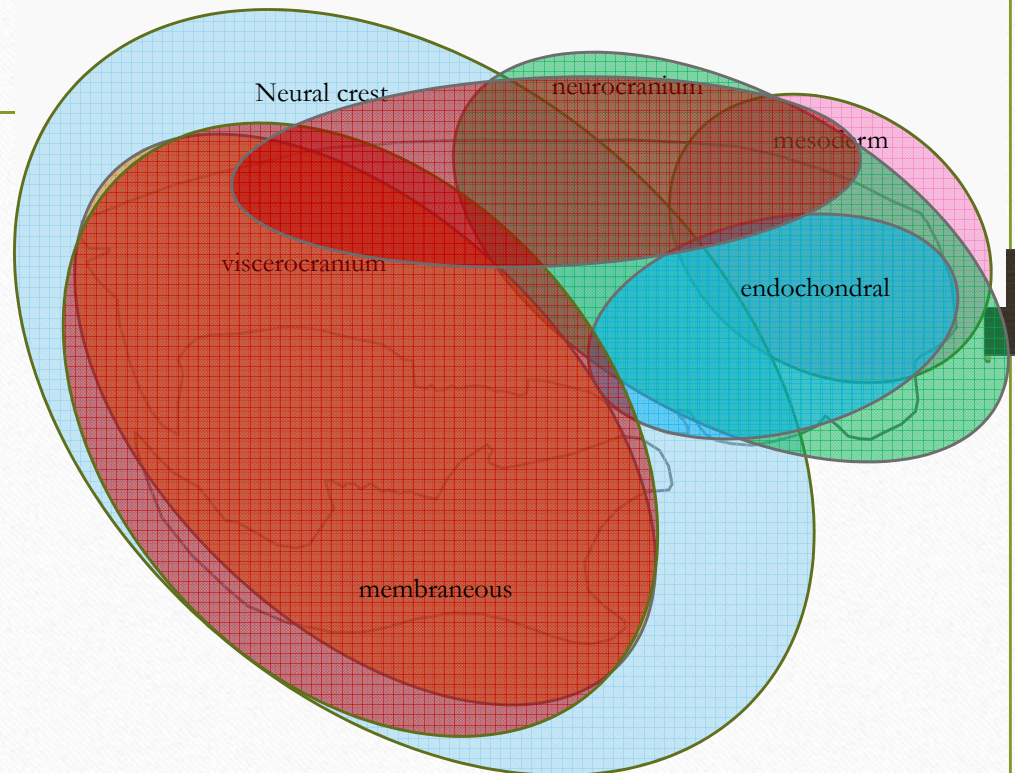 Neural crest
neurocranium
mesoderm
viscerocranium
endochondral
membraneous